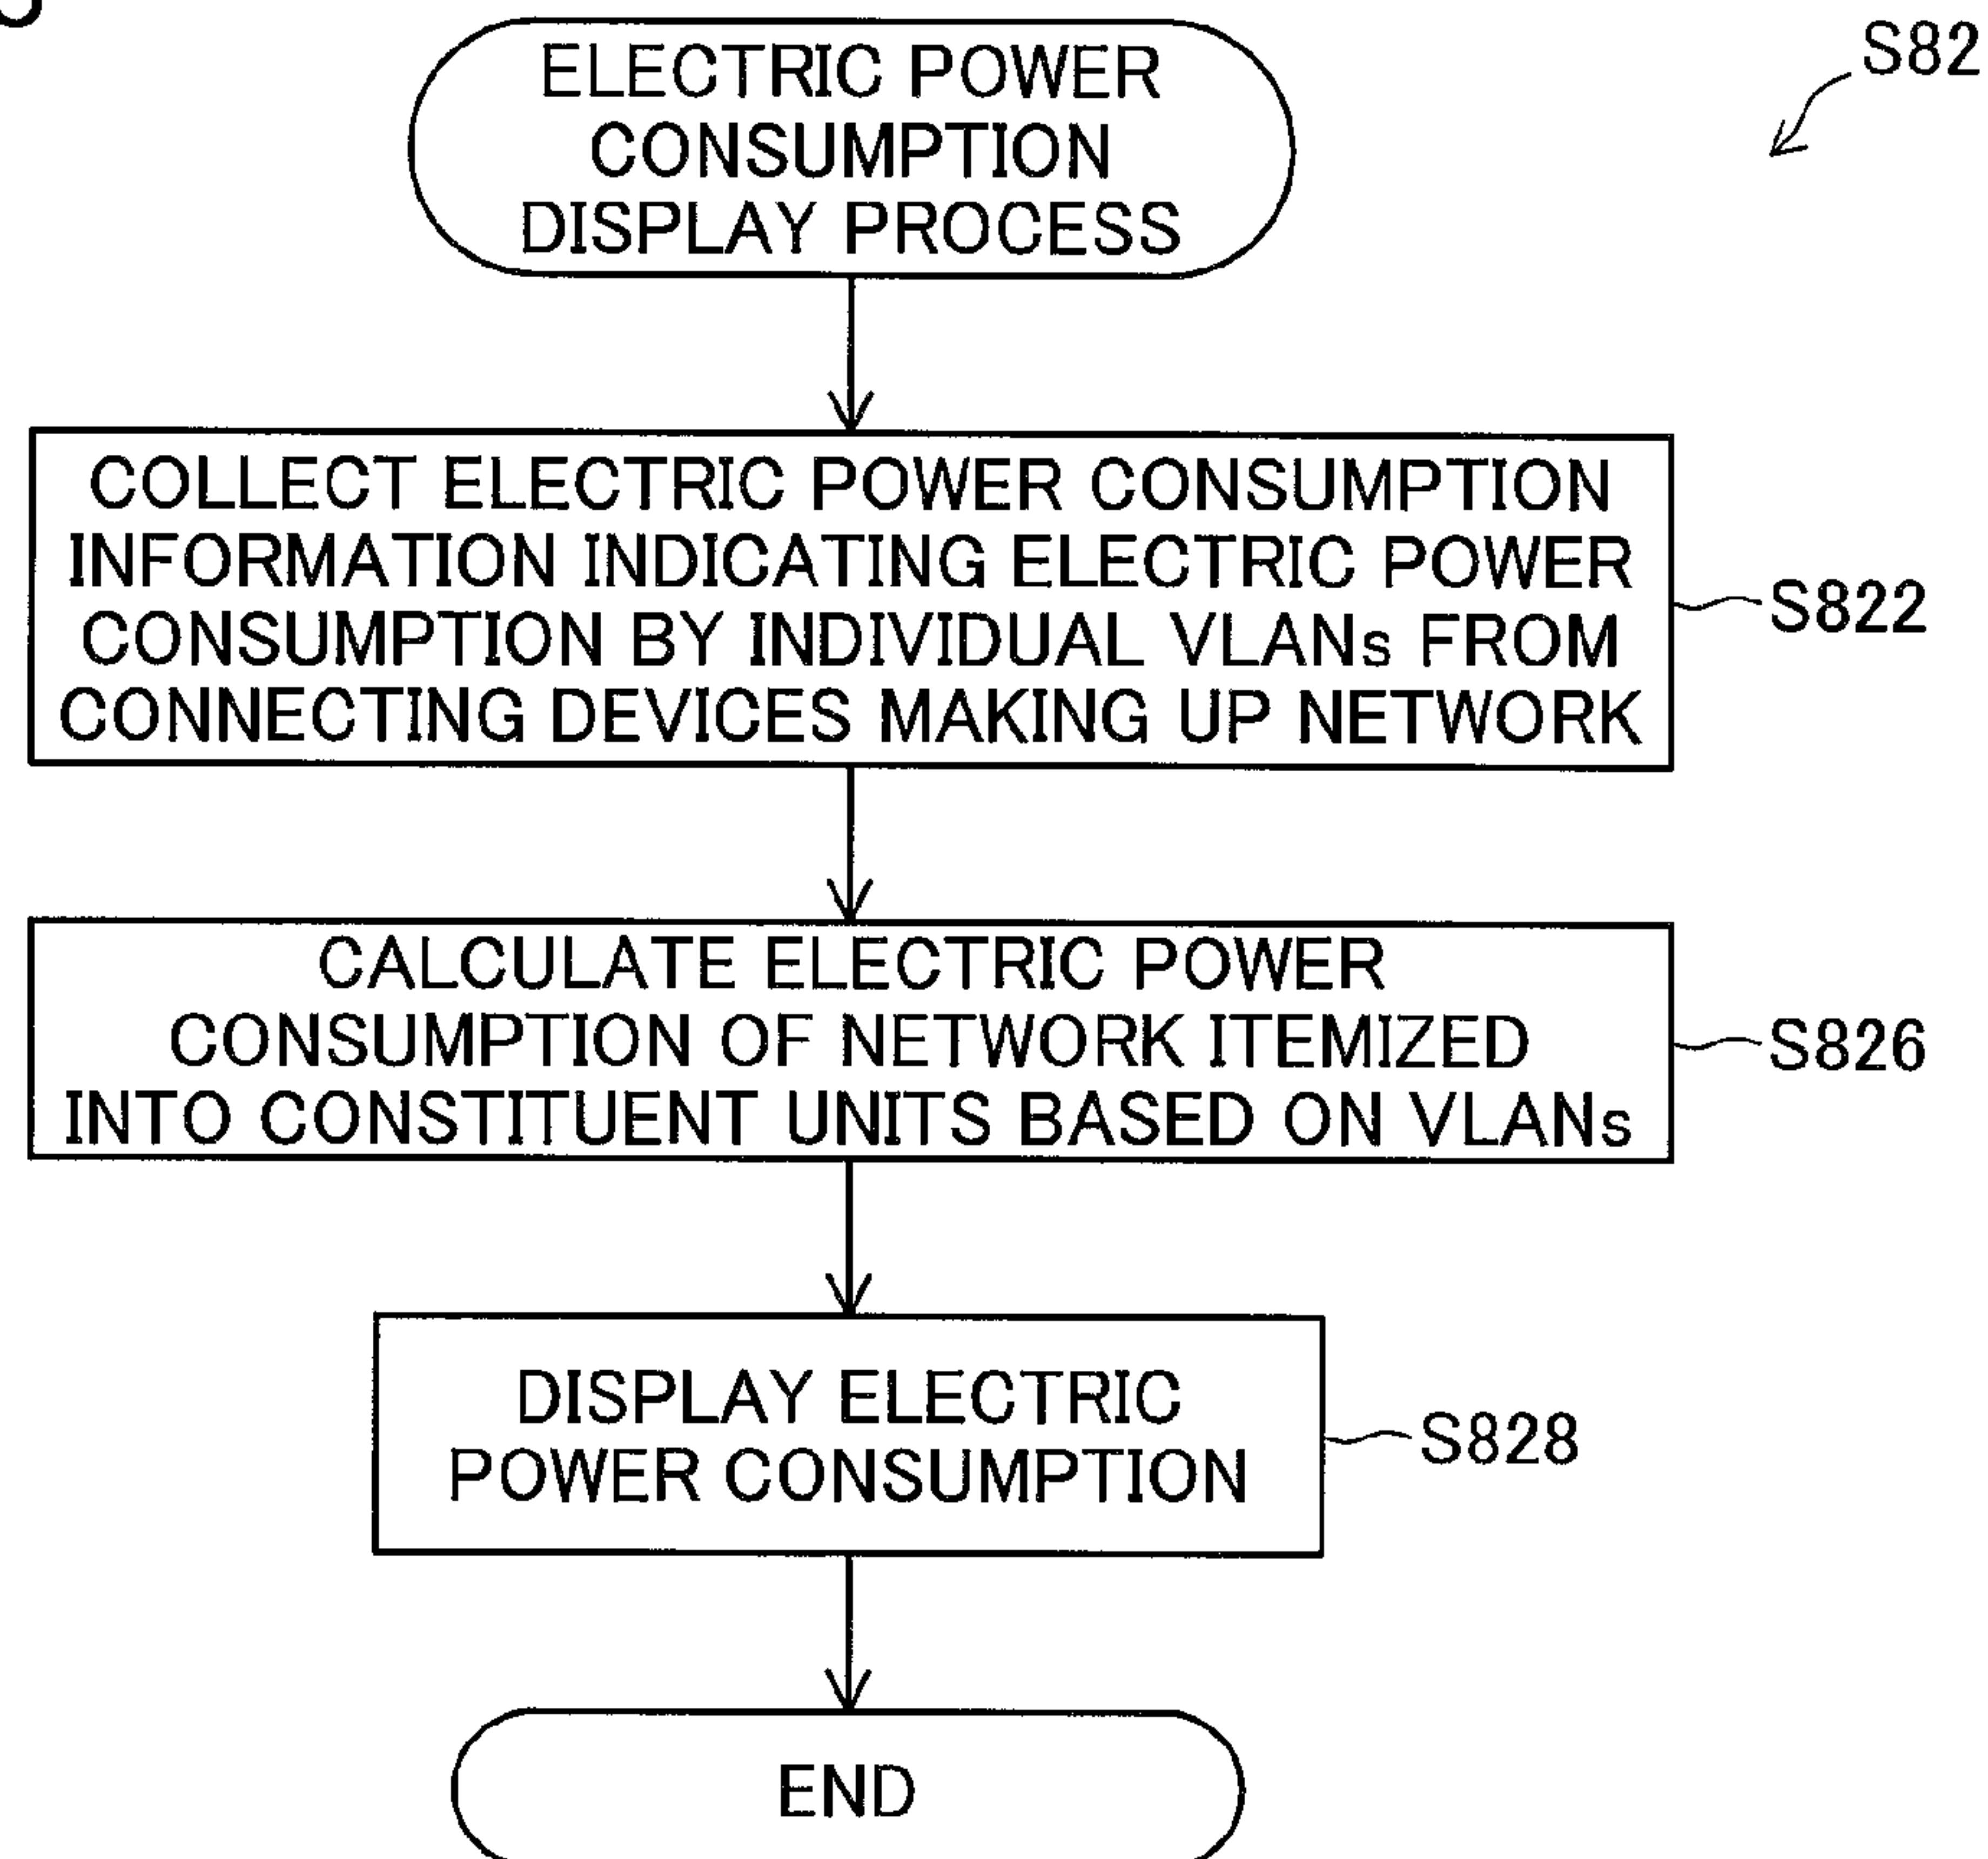 ELECTRIC POWER
CONSUMPTION
DISPLAY PROCESS
S82
COLLECT ELECTRIC POWER CONSUMPTION
INFORMATION INDICATING ELECTRIC POWER
CONSUMPTION BY INDIVIDUAL VLANs FROM
CONNECTING DEVICES MAKING UP NETWORK
S822
CALCULATE ELECTRIC POWER
CONSUMPTION OF NETWORK ITEMIZED
INTO CONSTITUENT UNITS BASED ON VLANs
S826
DISPLAY ELECTRIC
POWER CONSUMPTION
S828
END